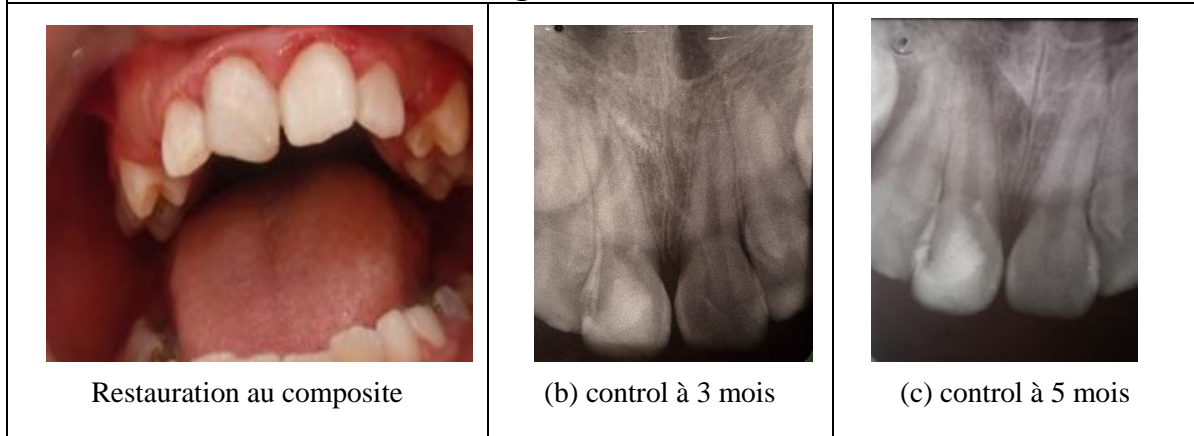 Restauration au composite
(b) control à 3 mois
(c) control à 5 mois